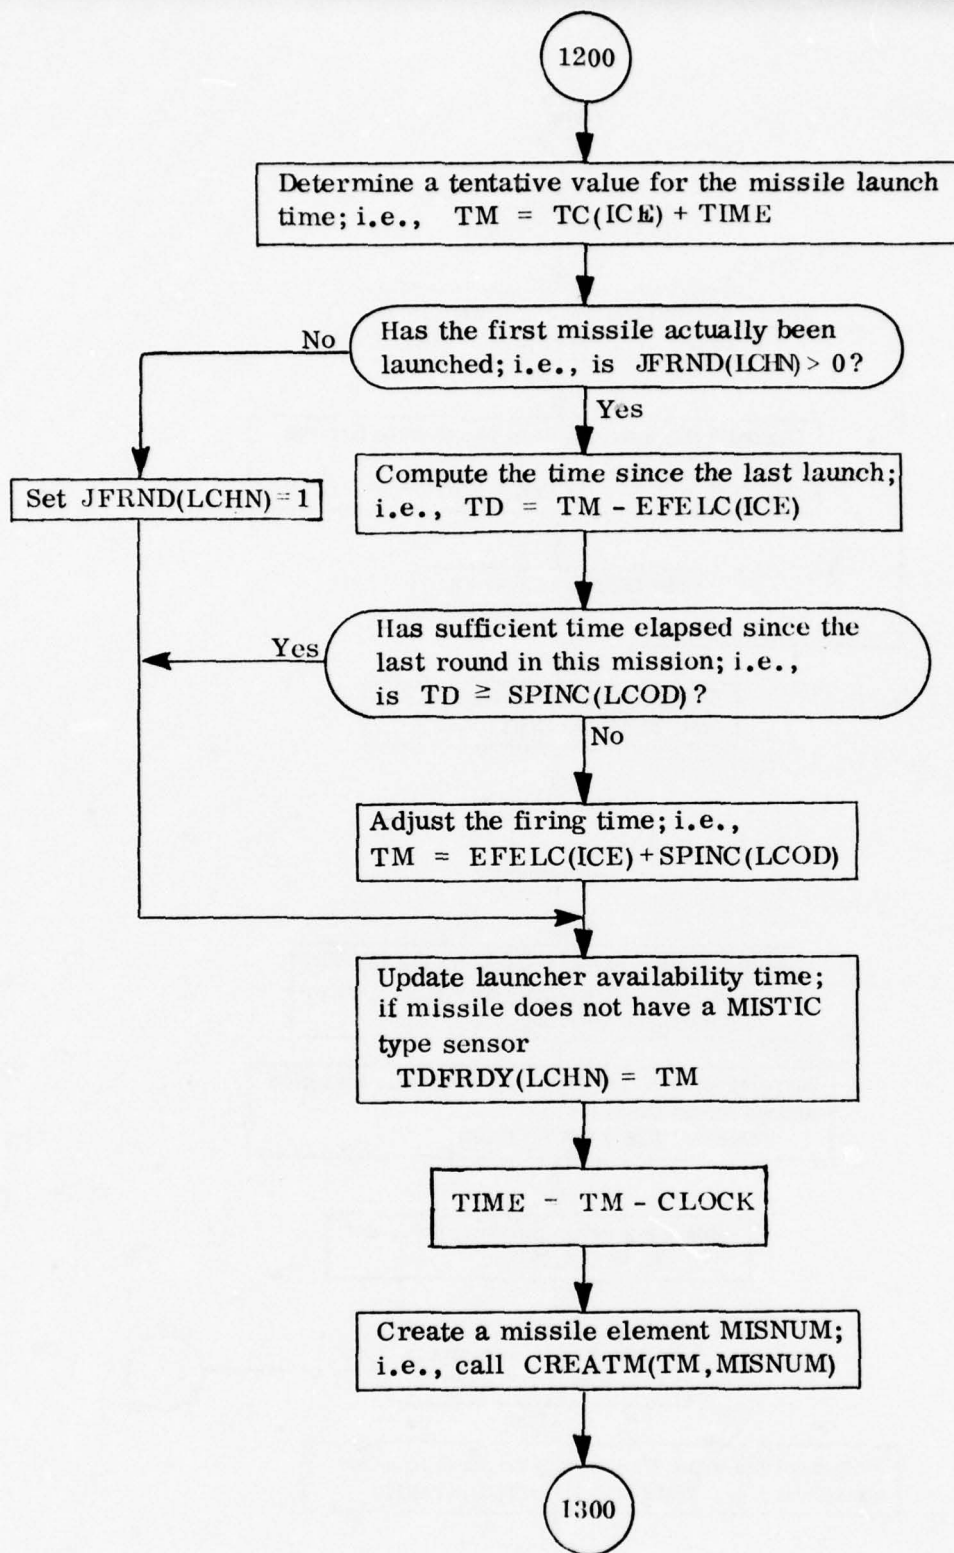 1200
Determine a tentative value for the missile launch
time; i.e., TM = TC(ICE) + TIME
Has the first missile actually been
launched; i.e., is JFRND(LCHN) > 0?
No
Yes
Set JFRND(LCHN) = 1
Compute the time since the last launch;
i.e., TD = TM - EFELC(ICE)
Has sufficient time elapsed since the
last round in this mission; i.e.,
is TD ≥ SPINC(LCOD)?
Yes
No
Adjust the firing time; i.e.,
TM = EFELC(ICE) + SPINC(LCOD)
Update launcher availability time;
if missile does not have a MISTIC
type sensor
TDFRDY(LCHN) = TM
TIME - TM - CLOCK
Create a missile element MISNUM;
i.e., call CREATM(TM,MISNUM)
1300